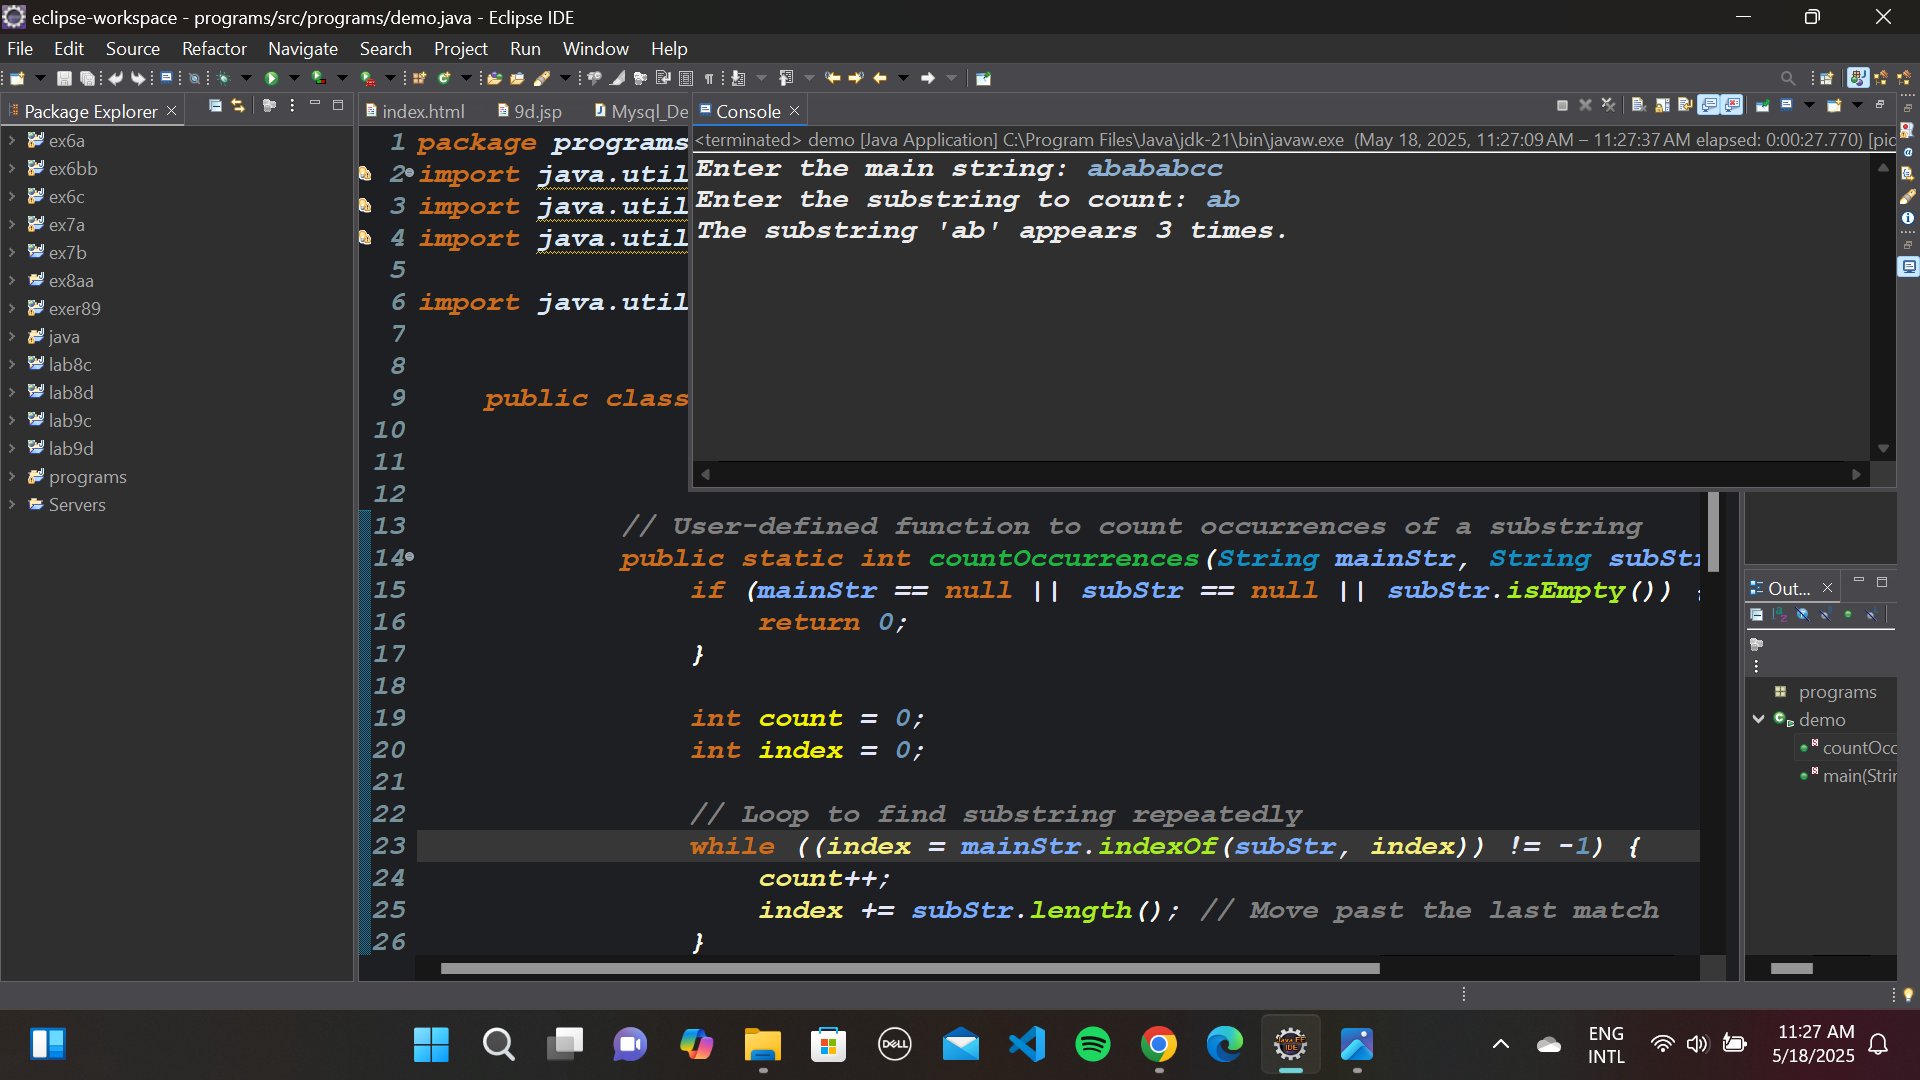 eclipse-workspace - programs/src/programs/demo.java - Eclipse IDE
File Edit Source Refactor Navigate Search Project Run Window Help
Package Explorer
ex6a
ex6bb
ex6c
ex7a
ex7b
ex8aa
exer89
java
lab8c
lab8d
lab9c
lab9d
programs
Servers
index.html 9d.jsp Mysql_De
Console
<terminated> demo [Java Application] C:\Program Files\Java\jdk-21\bin\javaw.exe (May 18, 2025, 11:27:09 AM – 11:27:37 AM elapsed: 0:00:27.770) [pid
Enter the main string: abababcc
Enter the substring to count: ab
The substring 'ab' appears 3 times.
1 package programs
2 import java.util
3 import java.util
4 import java.util
5
6 import java.util
7
8
9 public class
10
11
12
13 // User-defined function to count occurrences of a substring
14 public static int countOccurrences(String mainStr, String subStr
15 if (mainStr == null || subStr == null || subStr.isEmpty()) {
16 return 0;
17 }
18
19 int count = 0;
20 int index = 0;
21
22 // Loop to find substring repeatedly
23 while ((index = mainStr.indexOf(subStr, index)) != -1) {
24 count++;
25 index += subStr.length(); // Move past the last match
26 }
Out...
programs
demo
countOcc
main(Strin
DELL
Java EE
IDE
ENG
INTL
11:27 AM
5/18/2025